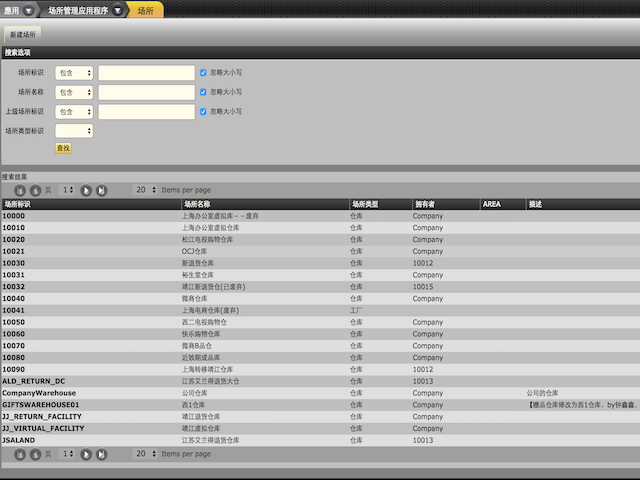 應用 场所管理应用程序 场所
新建场所
搜索选项
场所标识 包含 忽略大小写
场所名称 包含 忽略大小写
上级场所标识 包含 忽略大小写
场所类型标识
查找
搜索结果
页 1 20 Items per page
场所标识 场所名称 场所类型 拥有者 AREA 描述
10000 上海办公室虚拟库－－废弃 仓库 Company
10010 上海办公室虚拟仓库 仓库 Company
10020 松江电视购物仓库 仓库 Company
10021 OCJ仓库 仓库 Company
10030 新退货仓库 仓库 10012
10031 裕生堂仓库 仓库 Company
10032 靖江新退货仓(已废弃) 仓库 10015
10040 微商仓库 仓库 Company
10041 上海电商仓库(废弃) 工厂
10050 西二电视购物仓 仓库 Company
10060 快乐购物仓库 仓库 Company
10070 微商B品仓 仓库 Company
10080 近效期成品库 仓库 Company
10090 上海转移靖江仓库 仓库 10012
ALD_RETURN_DC 江苏艾兰得退货大仓 仓库 10013
CompanyWarehouse 公司仓库 仓库 Company 公司的仓库
GIFTSWAREHOUSE01 西1仓库 仓库 Company 【赠品仓库修改为西1仓库，by钟鑫鑫,
JJ_RETURN_FACILITY 靖江退货仓库 仓库 Company
JJ_VIRTUAL_FACILITY 靖江虚拟仓库 仓库 Company
JSALAND 江苏艾兰得仓库 仓库 10013
页 1 20 Items per page